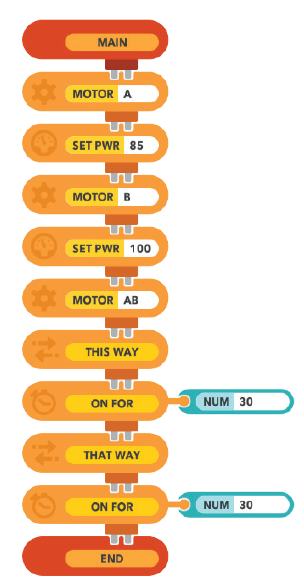 MAIN
MOTOR A
SET PWR 85
MOTOR B
SET PWR 100
MOTOR AB
THIS WAY
ON FOR NUM 30
THAT WAY
ON FOR NUM 30
END